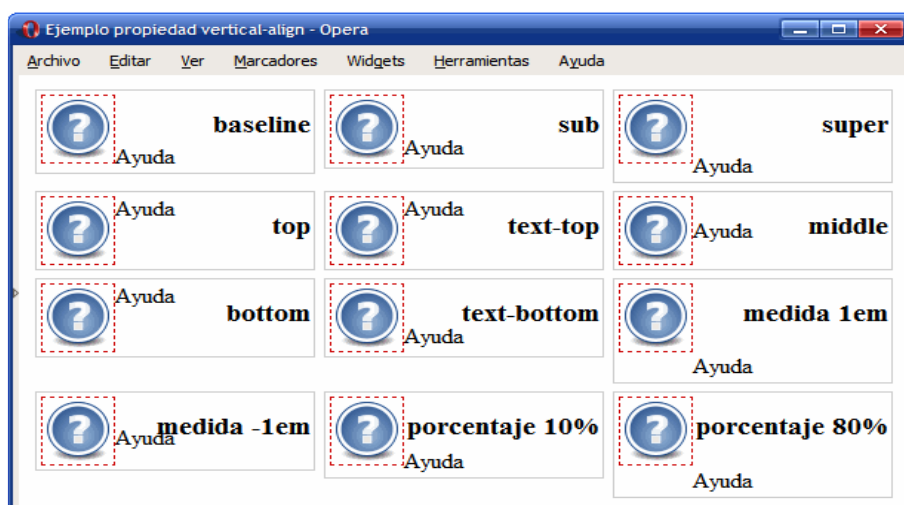 Ejemplo propiedad vertical-align - Opera
Archivo Editar Ver Marcadores Widgets Herramientas Ayuda
baseline
Ayuda
sub
Ayuda
super
Ayuda
Ayuda
top
Ayuda
text-top
Ayuda
middle
Ayuda
bottom
text-bottom
Ayuda
medida 1em
Ayuda
medida -1em
Ayuda
porcentaje 10%
Ayuda
porcentaje 80%
Ayuda